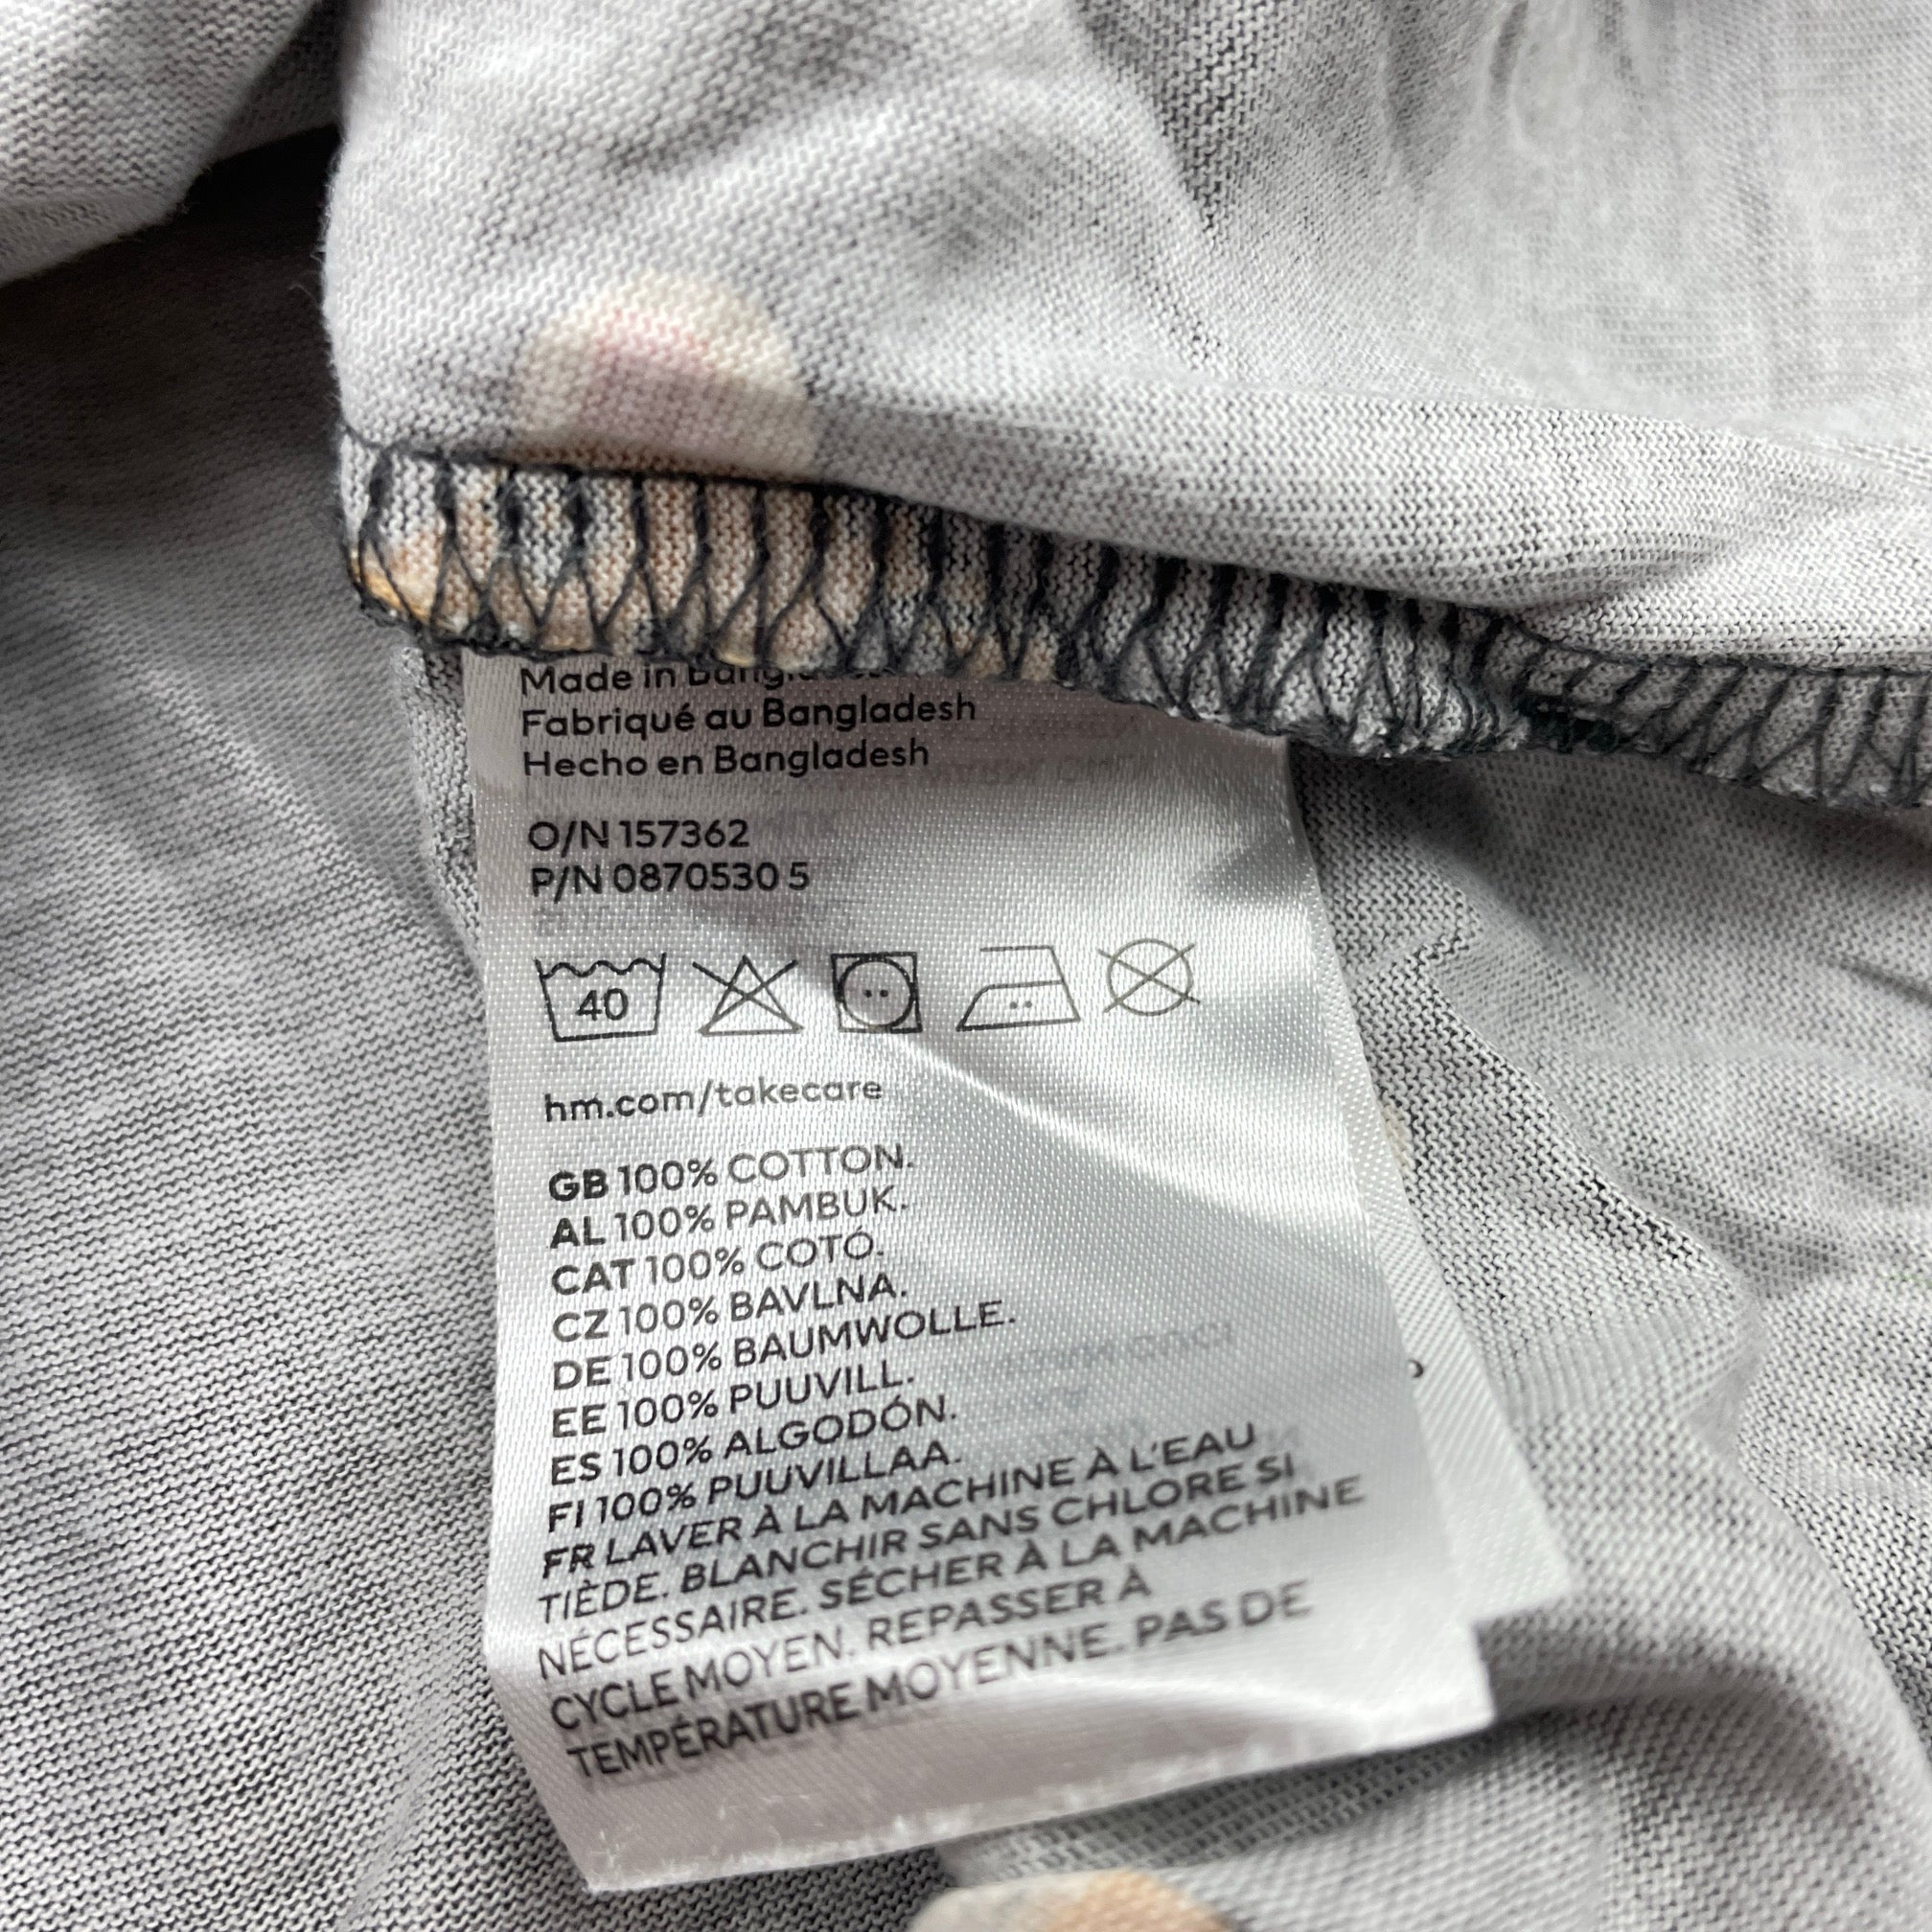 Made in
Fabriqué au Bangladesh
Hecho en Bangladesh
O/N 157362
P/N 0870530 5
40
hm.com/takecare
GB 100% COTTON.
AL 100% PAMBUK.
CAT 100% COTÓ.
CZ 100% BAVLNA.
DE 100% BAUMWOLLE.
EE 100% PUUVILL.
ES 100% ALGODÓN.
FI 100% PUUVILLAA.
FR LAVER À LA MACHINE À L'EAU
TIÈDE. BLANCHIR SANS CHLORE SI
NÉCESSAIRE. SÉCHER À LA MACHINE
CYCLE MOYEN. REPASSER À
TEMPÉRATURE MOYENNE. PAS DE